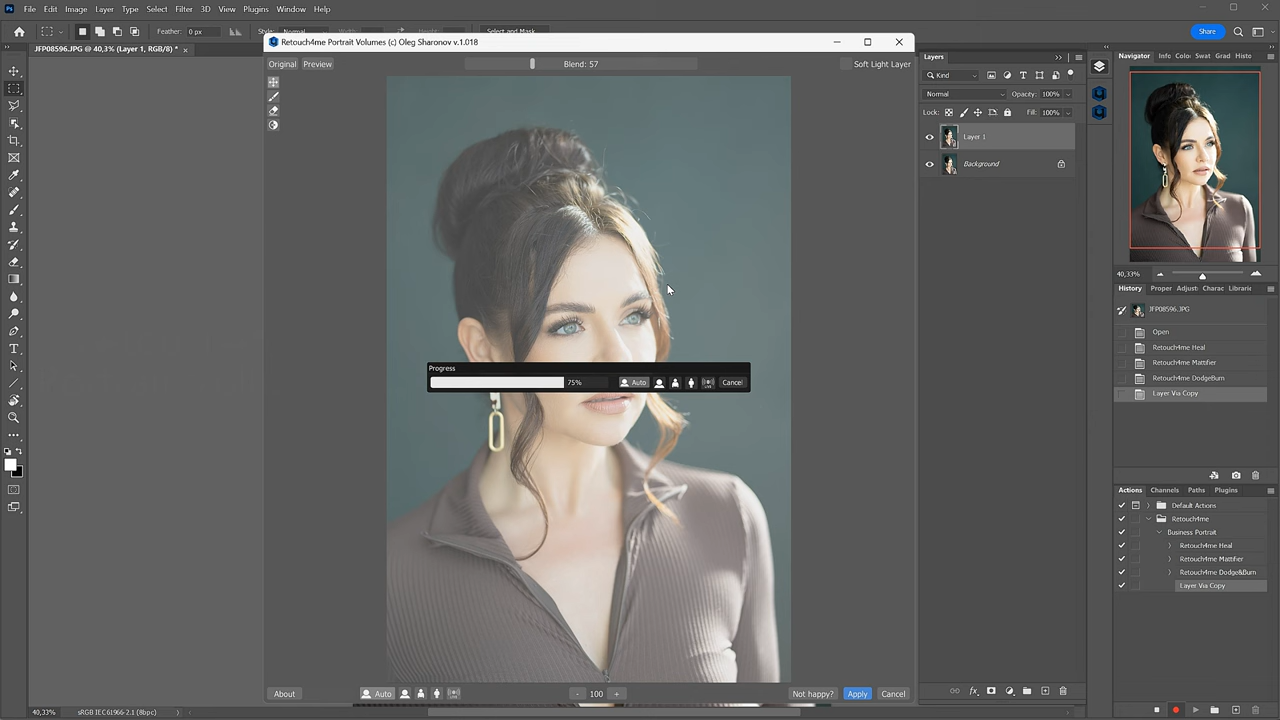 Ps File Edit Image Layer Type Select Filter 3D View Plugins Window Help
Feather: 0 px Style: Normal Select and Mask... Share
JFP08596.JPG @ 40,3% (Layer 1, RGB/8) *
Retouch4me Portrait Volumes (c) Oleg Sharonov v.1.018
Original Preview Blend: 57 Soft Light Layer
Progress
75% Auto Cancel
About Auto - 100 + Not happy? Apply Cancel
Layers
Kind
Normal Opacity: 100%
Lock: Fill: 100%
Layer 1
Background
Navigator Info Colo Swat Grad Histo
40,33%
History Proper Adjust Charac Librarie
JFP08596.JPG
Open
Retouch4me Heal
Retouch4me Mattifier
Retouch4me DodgeBurn
Layer Via Copy
Actions Channels Paths Plugins
Default Actions
Retouch4me
Business Portrait
Retouch4me Heal
Retouch4me Mattifier
Retouch4me Dodge&Burn
Layer Via Copy
40,33% sRGB IEC61966-2.1 (8bpc)